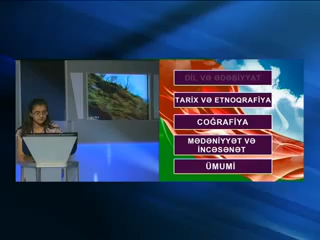 DİL VƏ ƏDƏBİYYAT
TARİX VƏ ETNOQRAFİYA
COĞRAFİYA
MƏDƏNİYYƏT VƏ
İNCƏSƏNƏT
ÜMUMİ